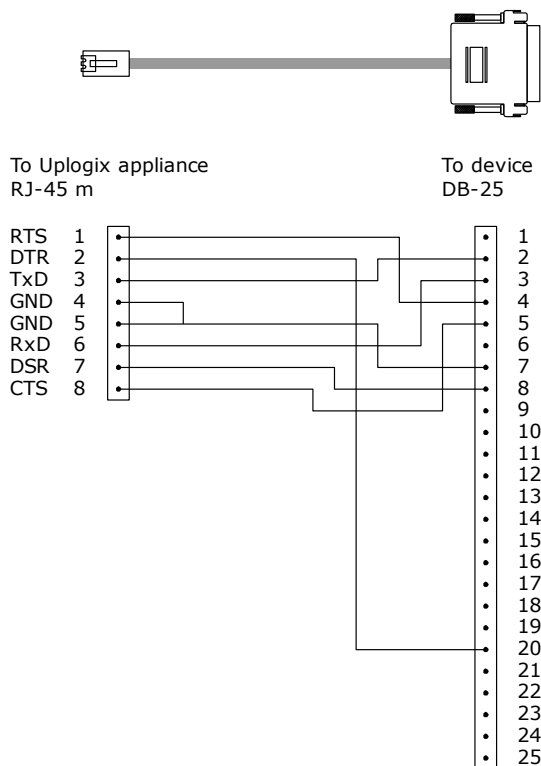 To Uplogix appliance
RJ-45 m
To device
DB-25
RTS 1
DTR 2
TxD 3
GND 4
GND 5
RxD 6
DSR 7
CTS 8
1
2
3
4
5
6
7
8
9
10
11
12
13
14
15
16
17
18
19
20
21
22
23
24
25